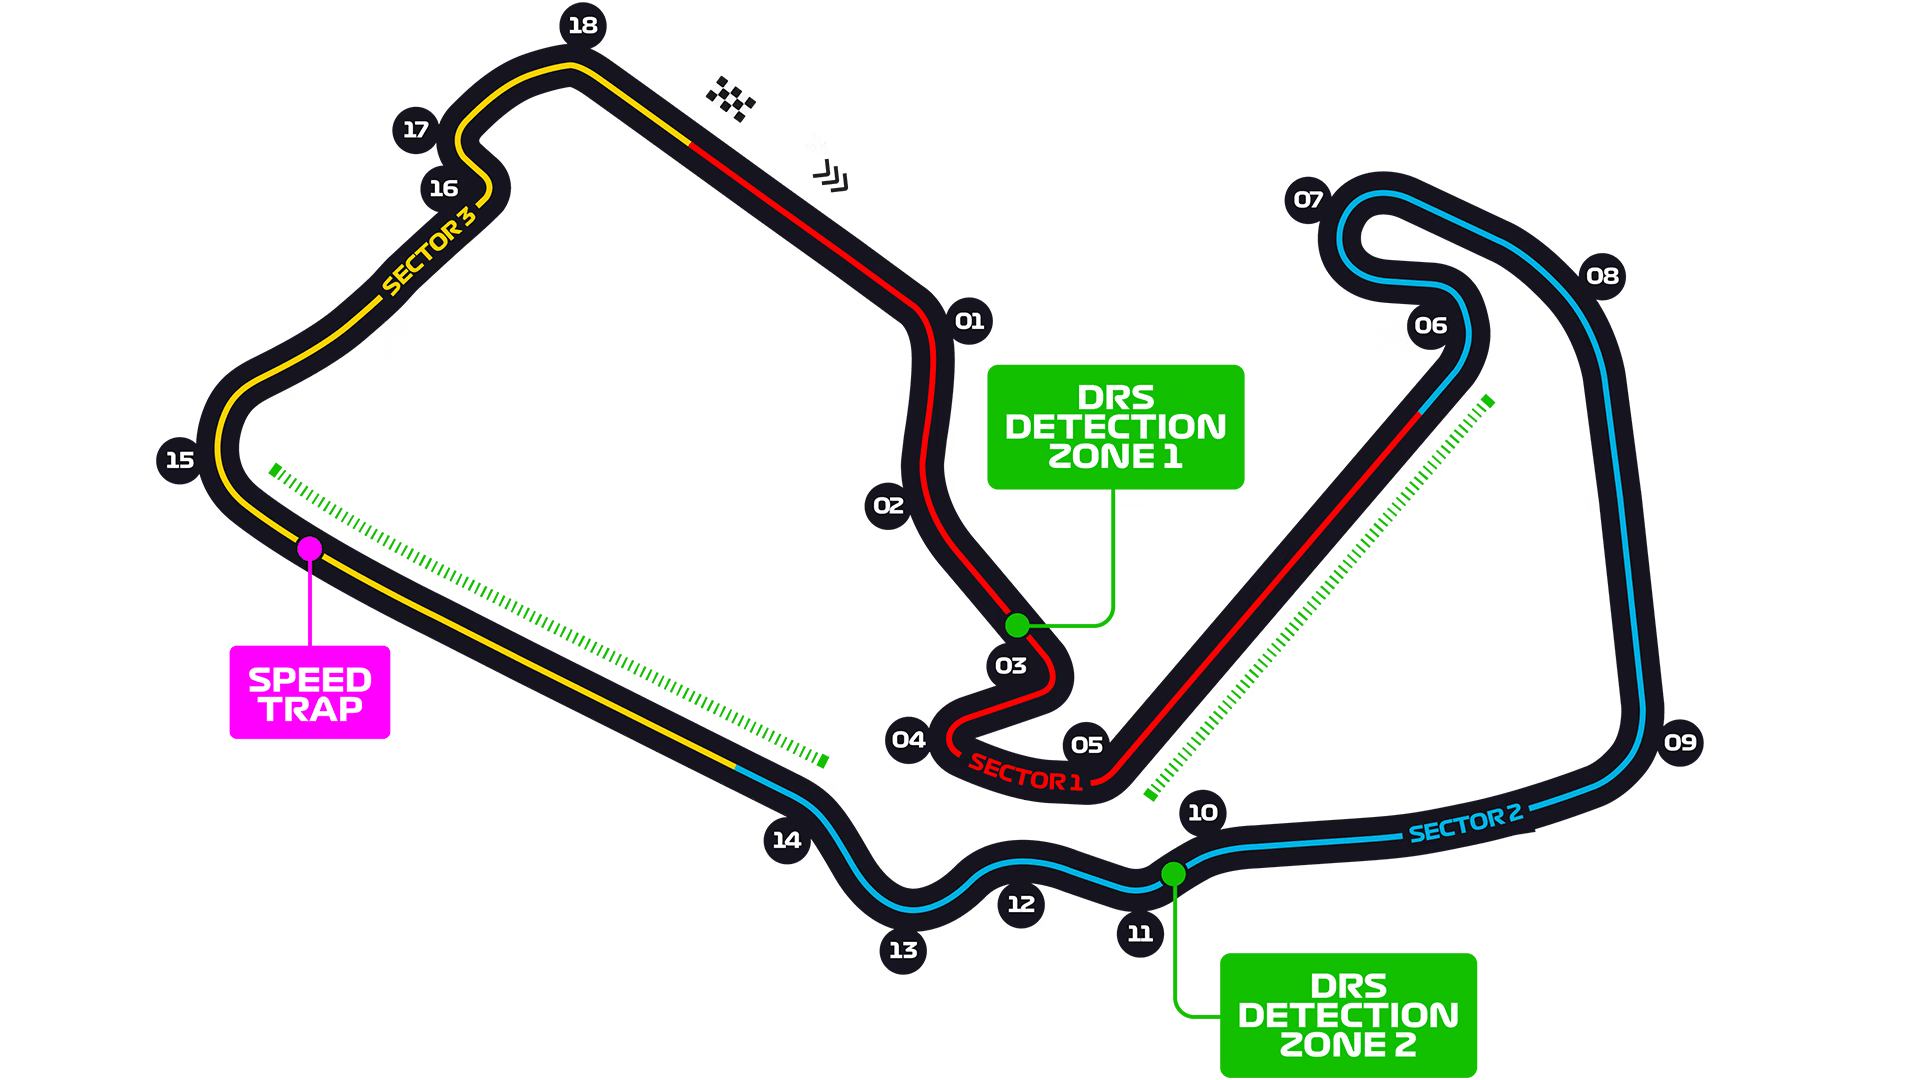 18
17
16
SECTOR 3
15
SPEED
TRAP
01
02
DRS
DETECTION
ZONE 1
03
04
05
SECTOR 1
07
08
06
09
10
SECTOR 2
14
12
11
13
DRS
DETECTION
ZONE 2